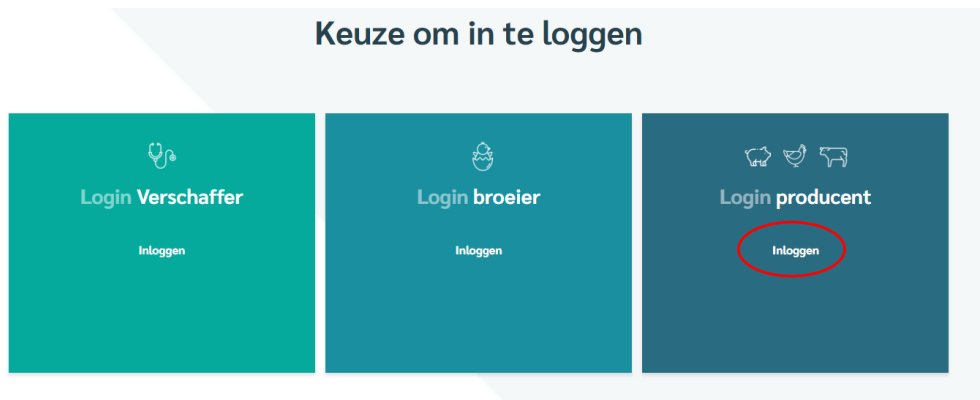 Keuze om in te loggen
Login Verschaffer
Inloggen
Login broeier
Inloggen
Login producent
Inloggen